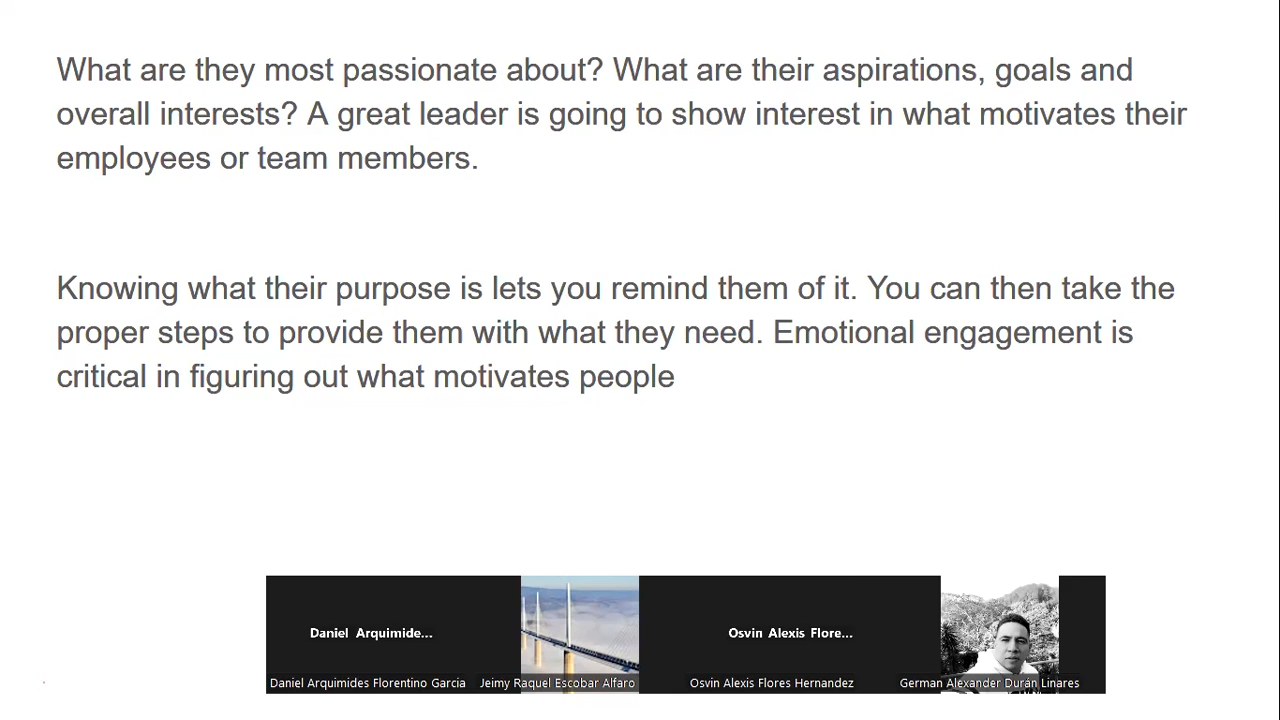 What are they most passionate about? What are their aspirations, goals and
overall interests? A great leader is going to show interest in what motivates their
employees or team members.
Knowing what their purpose is lets you remind them of it. You can then take the
proper steps to provide them with what they need. Emotional engagement is
critical in figuring out what motivates people
Daniel Arquimide...
Osvin Alexis Flore...
Daniel Arquimides Florentino Garcia
Jeimy Raquel Escobar Alfaro
Osvin Alexis Flores Hernandez
German Alexander Durán Linares